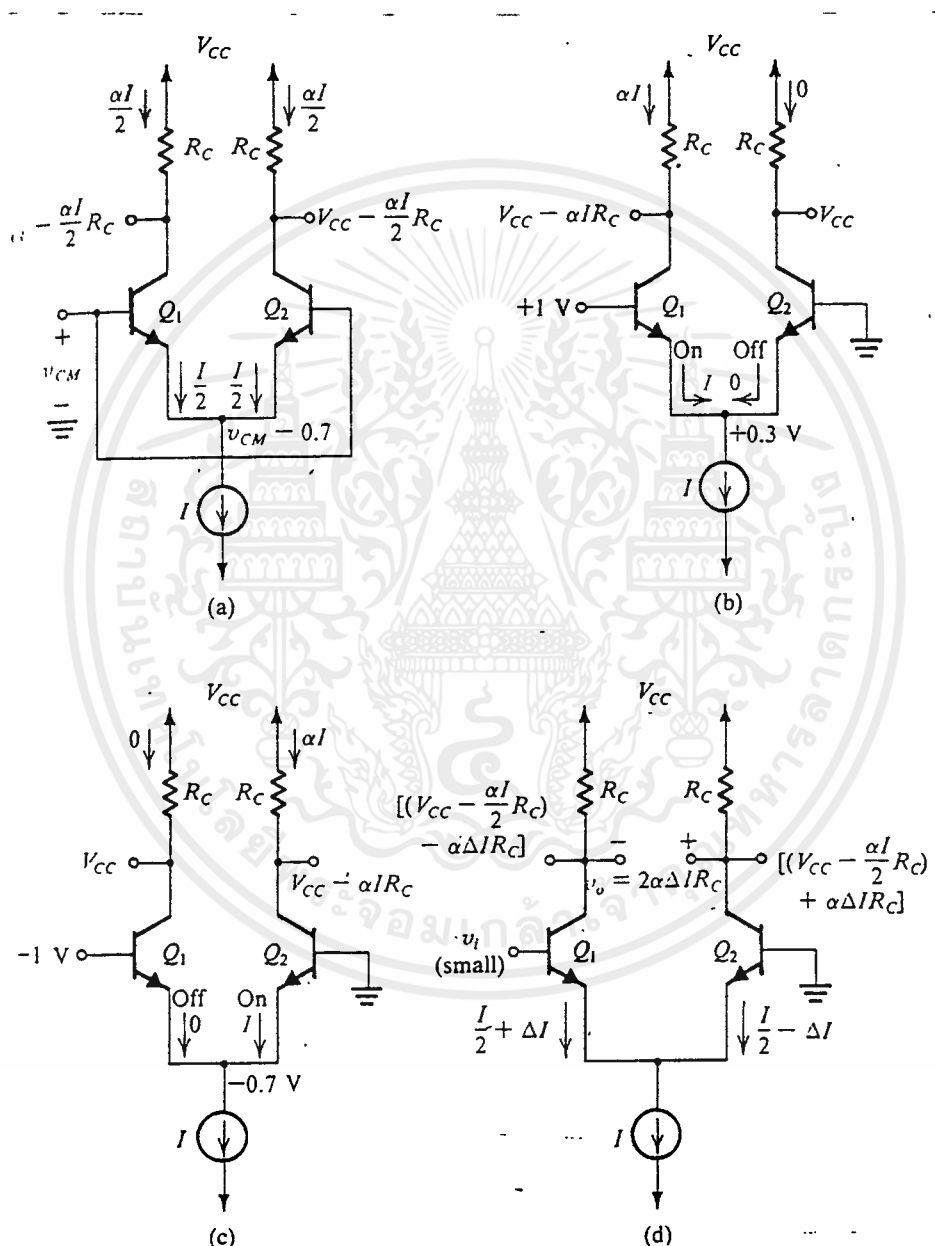 V_CC
αI/2 αI/2
R_C R_C
- αI/2 R_C
V_CC - αI/2 R_C
Q_1 Q_2
+
v_CM
-
I/2 I/2
v_CM - 0.7
I
(a)
V_CC
αI 0
R_C R_C
V_CC - αIR_C
V_CC
+1 V
Q_1 Q_2
On Off
I 0
+0.3 V
I
(b)
V_CC
0 αI
R_C R_C
V_CC
V_CC - αIR_C
-1 V
Q_1 Q_2
Off On
0 I
-0.7 V
I
(c)
V_CC
R_C R_C
[(V_CC - αI/2 R_C)
- αΔIR_C]
- +
v_o = 2αΔIR_C
[(V_CC - αI/2 R_C)
+ αΔIR_C]
v_i
(small)
Q_1 Q_2
I/2 + ΔI
I/2 - ΔI
I
(d)